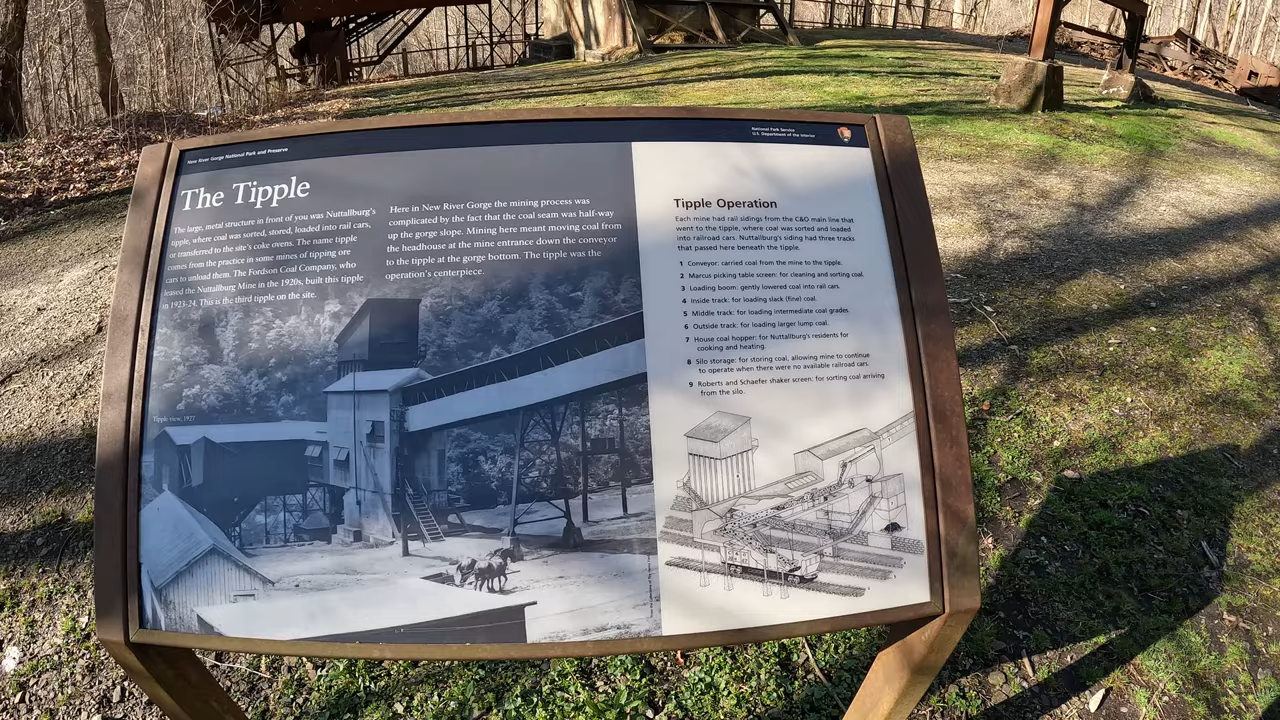 New River Gorge National Park and Preserve
National Park Service
U.S. Department of the Interior
The Tipple
The large, metal structure in front of you was Nuttallburg's
tipple, where coal was sorted, stored, loaded into rail cars,
or transferred to the site's coke ovens. The name tipple
comes from the practice in some mines of tipping ore
cars to unload them. The Fordson Coal Company, who
leased the Nuttallburg Mine in the 1920s, built this tipple
in 1923-24. This is the third tipple on the site.
Here in New River Gorge the mining process was
complicated by the fact that the coal seam was half-way
up the gorge slope. Mining here meant moving coal from
the headhouse at the mine entrance down the conveyor
to the tipple at the gorge bottom. The tipple was the
operation's centerpiece.
Tipple view, 1927
Tipple Operation
Each mine had rail sidings from the C&O main line that
went to the tipple, where coal was sorted and loaded
into railroad cars. Nuttallburg's siding had three tracks
that passed here beneath the tipple.
1 Conveyor: carried coal from the mine to the tipple.
2 Marcus picking table screen: for cleaning and sorting coal.
3 Loading boom: gently lowered coal into rail cars.
4 Inside track: for loading slack (fine) coal.
5 Middle track: for loading intermediate coal grades.
6 Outside track: for loading larger lump coal.
7 House coal hopper: for Nuttallburg's residents for
cooking and heating.
8 Silo storage: for storing coal, allowing mine to continue
to operate when there were no available railroad cars.
9 Roberts and Schaefer shaker screen: for sorting coal arriving
from the silo.